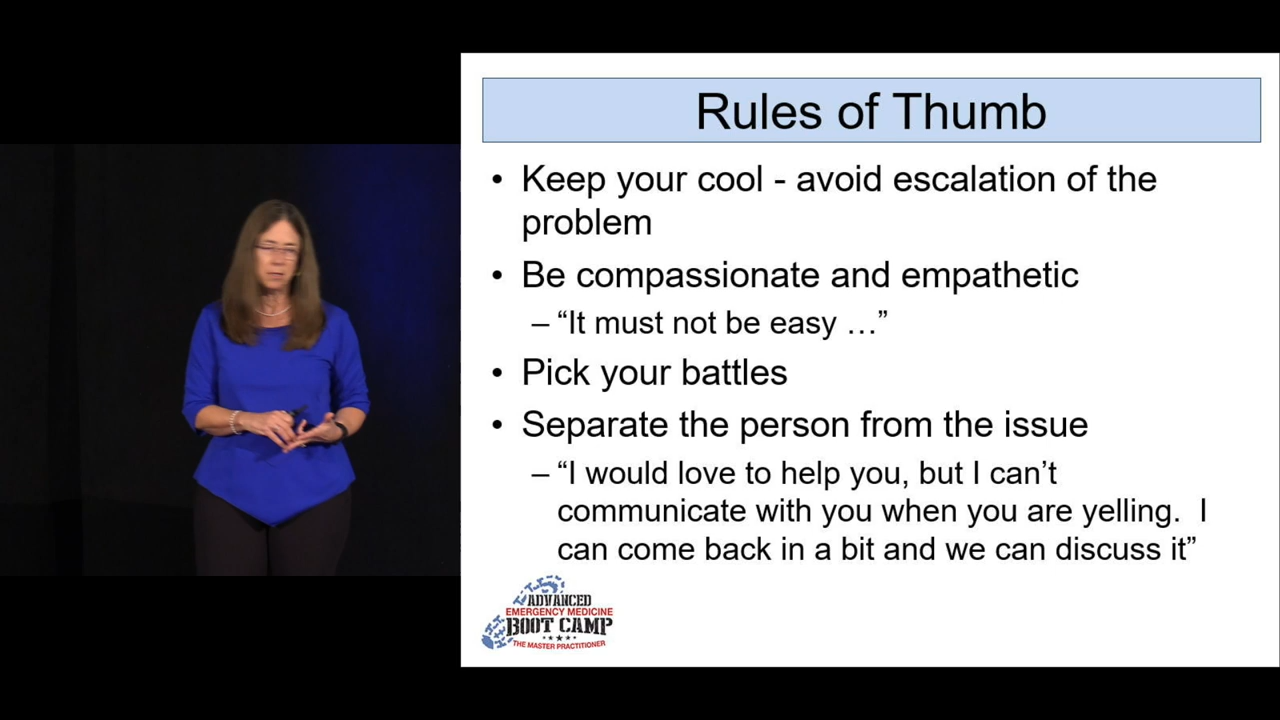 Rules of Thumb
• Keep your cool - avoid escalation of the
problem
• Be compassionate and empathetic
– “It must not be easy …”
• Pick your battles
• Separate the person from the issue
– “I would love to help you, but I can’t
communicate with you when you are yelling.  I
can come back in a bit and we can discuss it”
ADVANCED
EMERGENCY MEDICINE
BOOT CAMP
THE MASTER PRACTITIONER